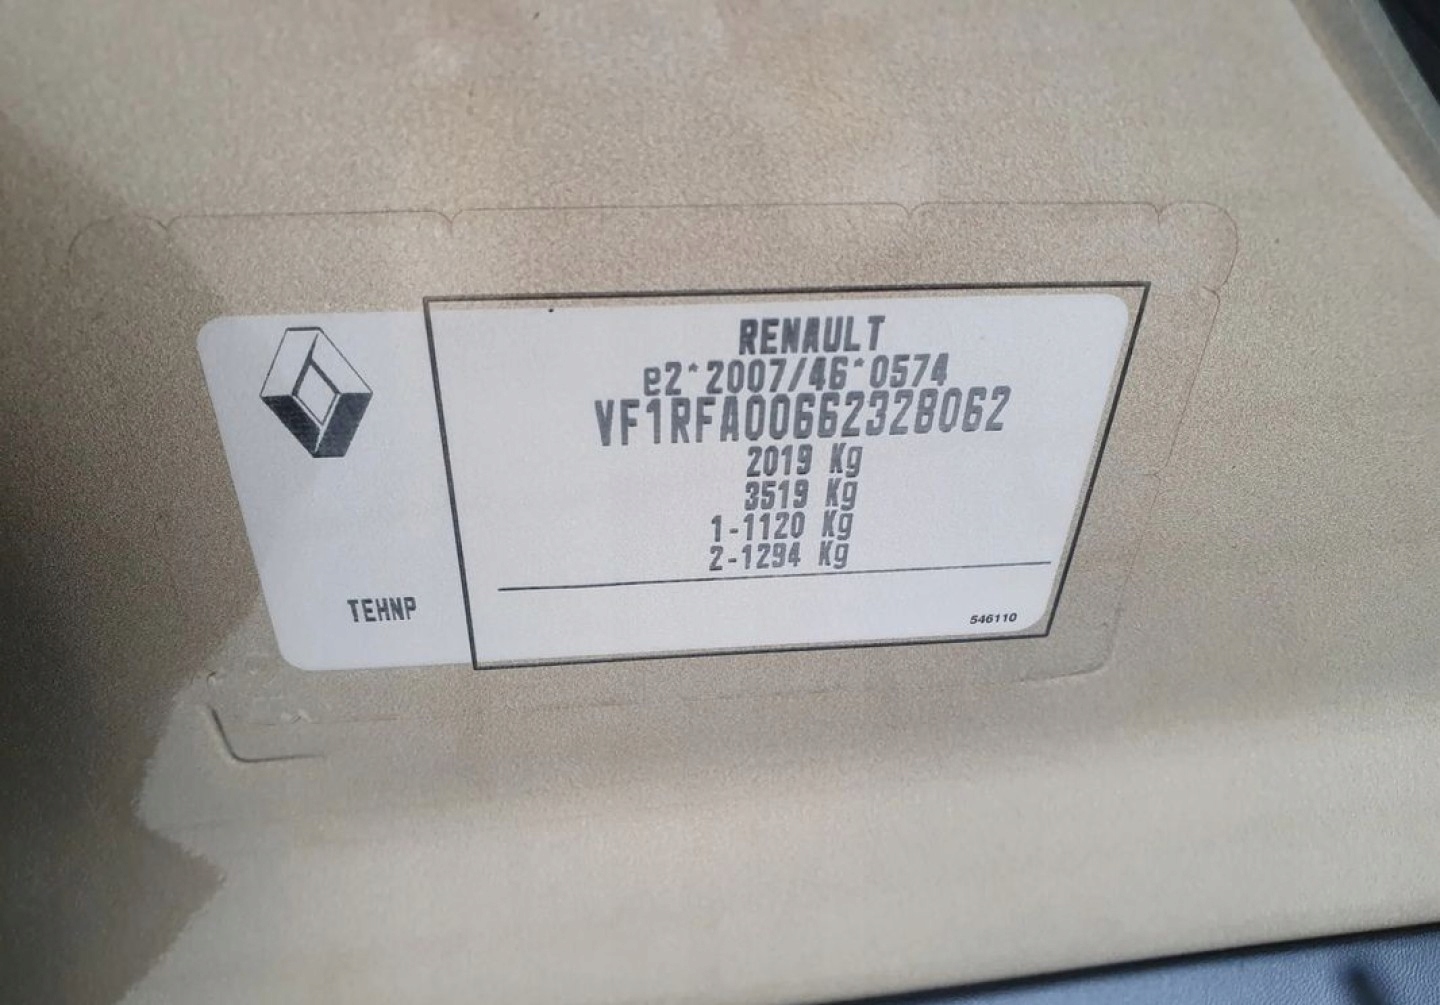 RENAULT
e2*2007/46*0574
VF1RFA00662328062
2019 Kg
3519 Kg
1-1120 Kg
2-1294 Kg
TEHNP
546110